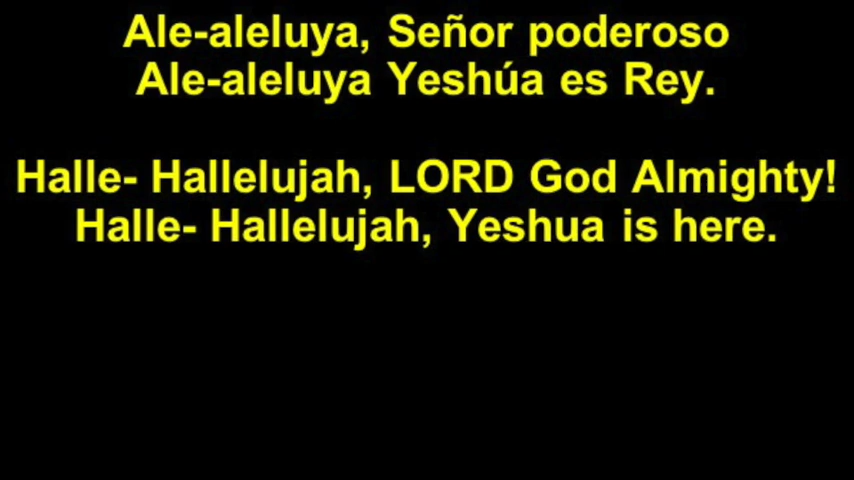 Ale-aleluya, Señor poderoso
Ale-aleluya Yeshúa es Rey.
Halle- Hallelujah, LORD God Almighty!
Halle- Hallelujah, Yeshua is here.